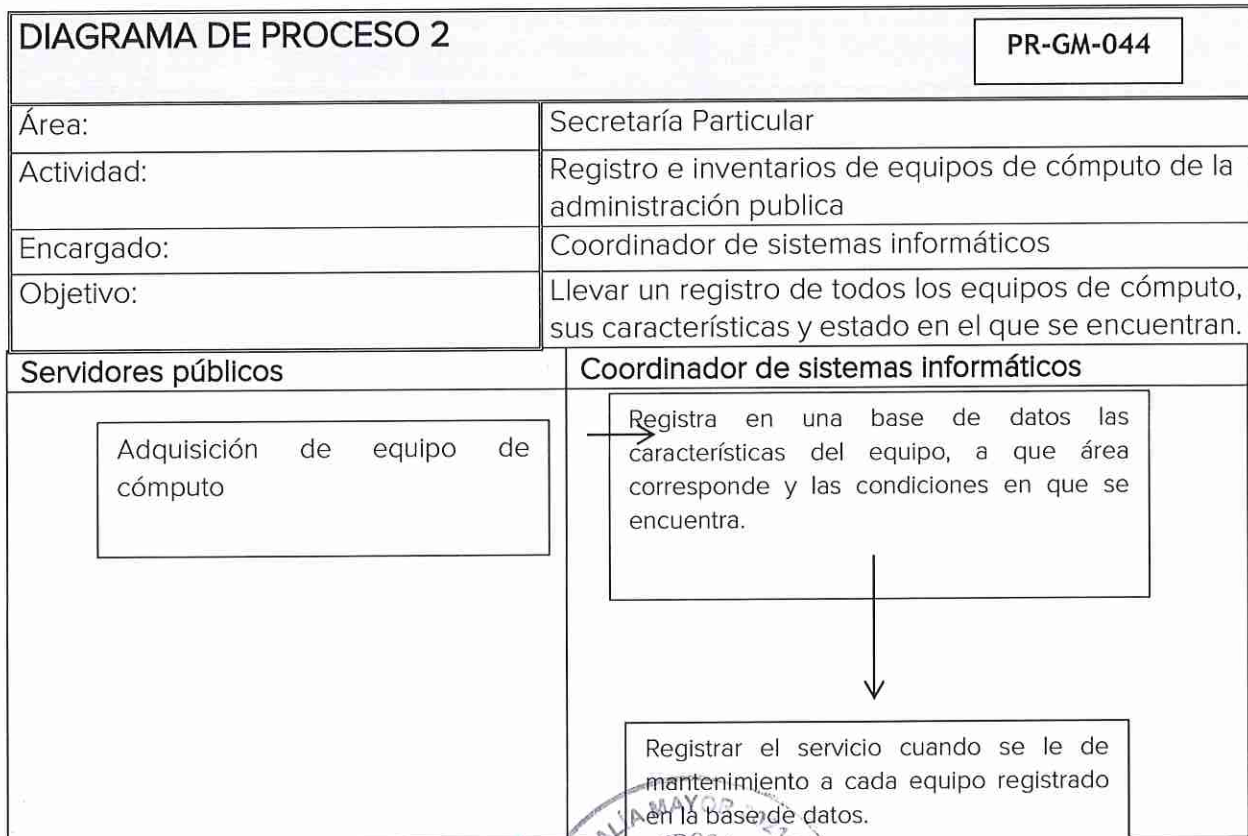 DIAGRAMA DE PROCESO 2
PR-GM-044
Área:
Secretaría Particular
Actividad:
Registro e inventarios de equipos de cómputo de la
administración publica
Encargado:
Coordinador de sistemas informáticos
Objetivo:
Llevar un registro de todos los equipos de cómputo,
sus características y estado en el que se encuentran.
Servidores públicos
Coordinador de sistemas informáticos
Adquisición de equipo de
cómputo
Registra en una base de datos las
características del equipo, a que área
corresponde y las condiciones en que se
encuentra.
Registrar el servicio cuando se le de
mantenimiento a cada equipo registrado
en la base de datos.
MAYOR